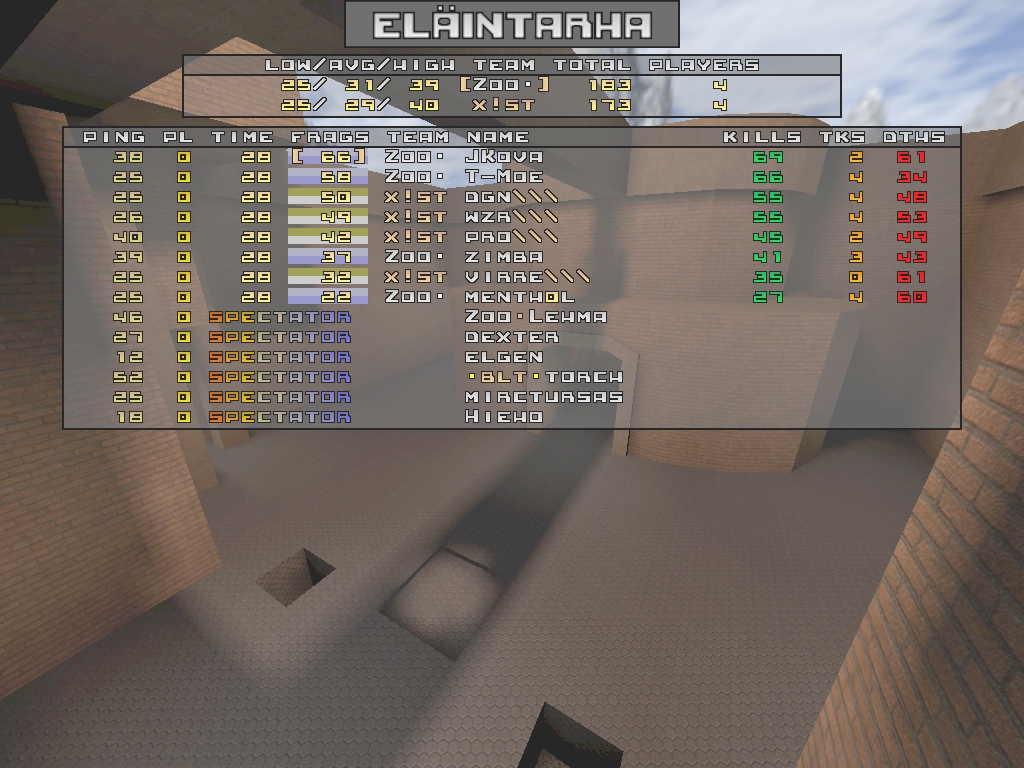 ELÄINTARHA
LOW/AVG/HIGH TEAM TOTAL PLAYERS
25/ 31/ 39 [ZOO·] 183 4
25/ 29/ 40 X!ST 173 4
PING PL TIME FRAGS TEAM NAME KILLS TKS DTHS
38 0 28 [ 66] ZOO· JKOVA 69 2 61
25 0 28 58 ZOO· T-MOE 66 4 34
25 0 28 50 X!ST OGN\\\ 55 4 48
26 0 28 49 X!ST WZR\\\ 55 4 53
40 0 28 42 X!ST PRO\\\ 45 2 49
39 0 28 37 ZOO· ZIMBA 41 3 43
25 0 28 32 X!ST VIRRE\\\ 35 0 61
25 0 28 22 ZOO· MENTHOL 27 4 60
46 0 SPECTATOR ZOO·LEHMA
27 0 SPECTATOR DEXTER
12 0 SPECTATOR ELGEN
52 0 SPECTATOR ·BLT·TORCH
25 0 SPECTATOR MIRCTURSAS
18 0 SPECTATOR HIEHO